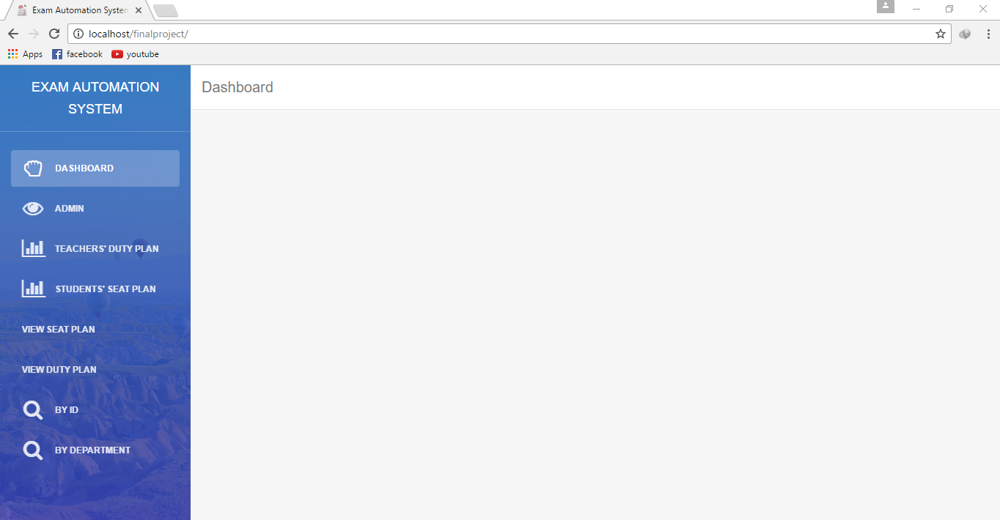 Exam Automation System
localhost/finalproject/
Apps facebook youtube
EXAM AUTOMATION
SYSTEM
Dashboard
DASHBOARD
ADMIN
TEACHERS' DUTY PLAN
STUDENTS' SEAT PLAN
VIEW SEAT PLAN
VIEW DUTY PLAN
BY ID
BY DEPARTMENT